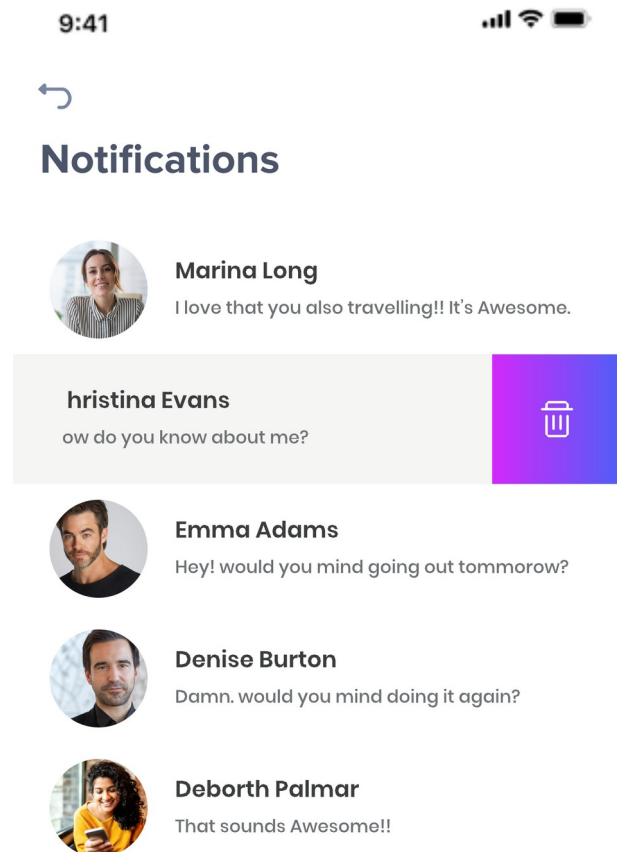 9:41
Notifications
Marina Long
I love that you also travelling!! It's Awesome.
hristina Evans
ow do you know about me?
Emma Adams
Hey! would you mind going out tommorow?
Denise Burton
Damn. would you mind doing it again?
Deborth Palmar
That sounds Awesome!!